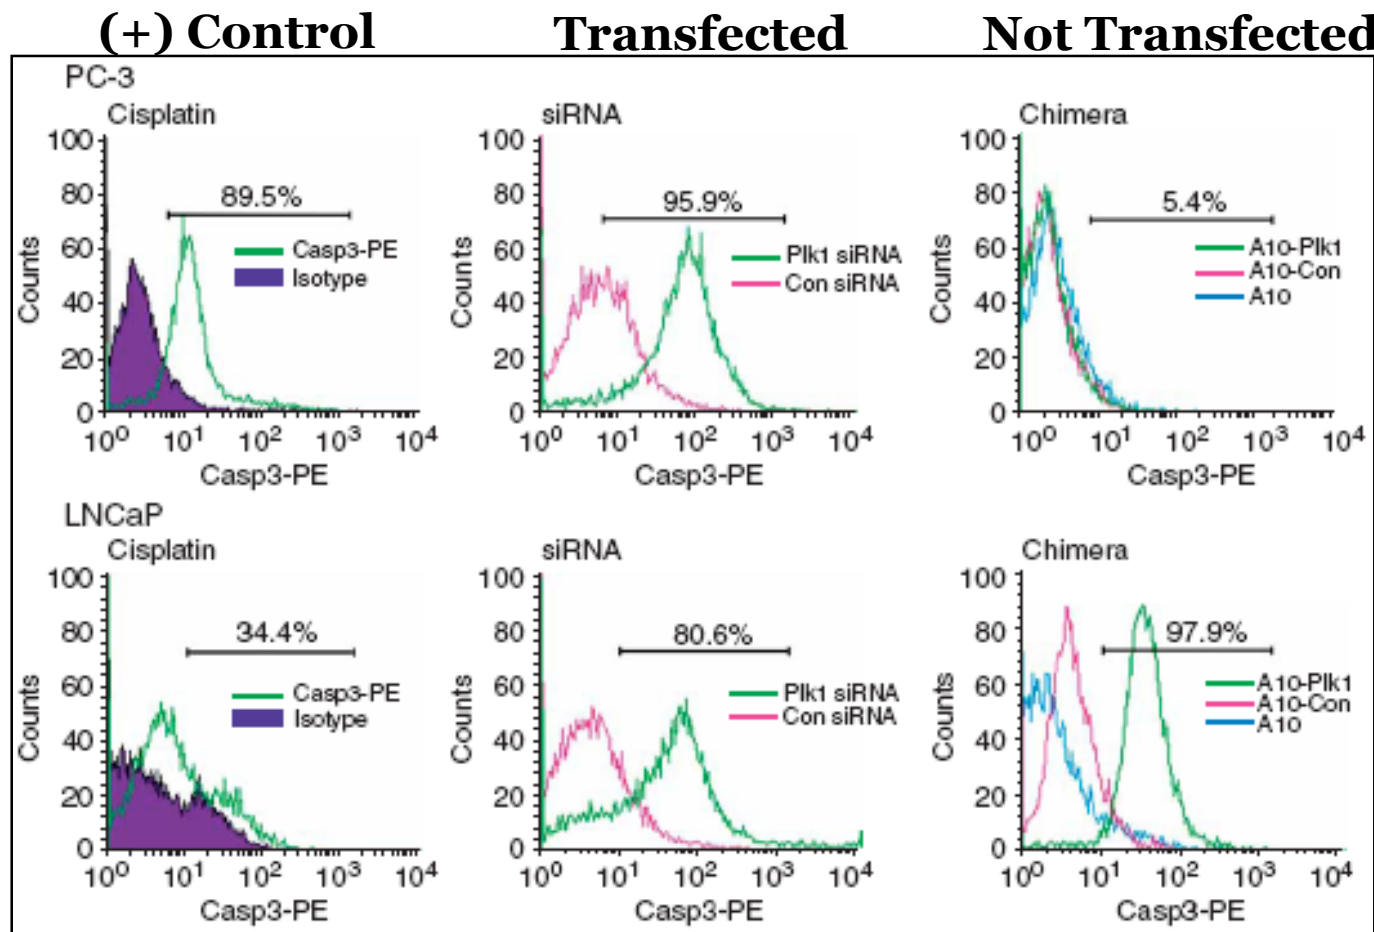 (+) Control Transfected Not Transfected
PC-3
Cisplatin siRNA Chimera
100 100 100
89.5% 95.9% 5.4%
80 80 80
Casp3-PE Plk1 siRNA A10-Plk1
60 60 60
Isotype Con siRNA A10-Con
A10
Counts Counts Counts
40 40 40
20 20 20
0 0 0
10⁰ 10¹ 10² 10³ 10⁴ 10⁰ 10¹ 10² 10³ 10⁴ 10⁰ 10¹ 10² 10³ 10⁴
Casp3-PE Casp3-PE Casp3-PE
LNCaP
Cisplatin siRNA Chimera
100 100 100
34.4% 80.6% 97.9%
80 80 80
Casp3-PE Plk1 siRNA A10-Plk1
60 60 60
Isotype Con siRNA A10-Con
A10
Counts Counts Counts
40 40 40
20 20 20
0 0 0
10⁰ 10¹ 10² 10³ 10⁴ 10⁰ 10¹ 10² 10³ 10⁴ 10⁰ 10¹ 10² 10³ 10⁴
Casp3-PE Casp3-PE Casp3-PE